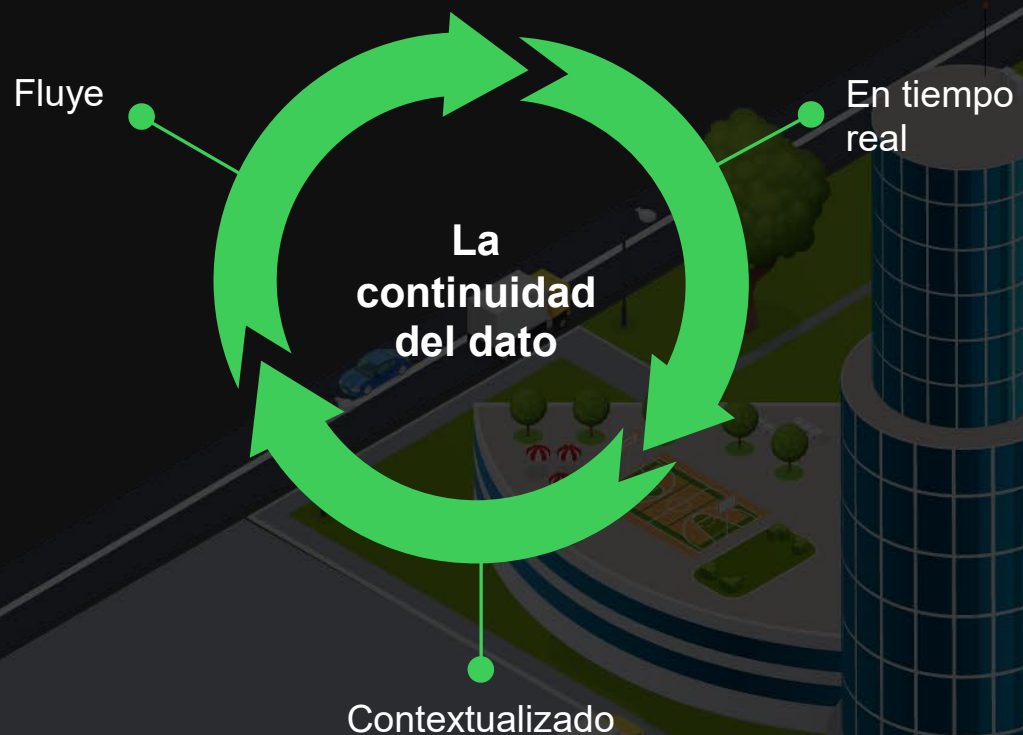 Fluye
En tiempo
real
La
continuidad
del dato
Contextualizado